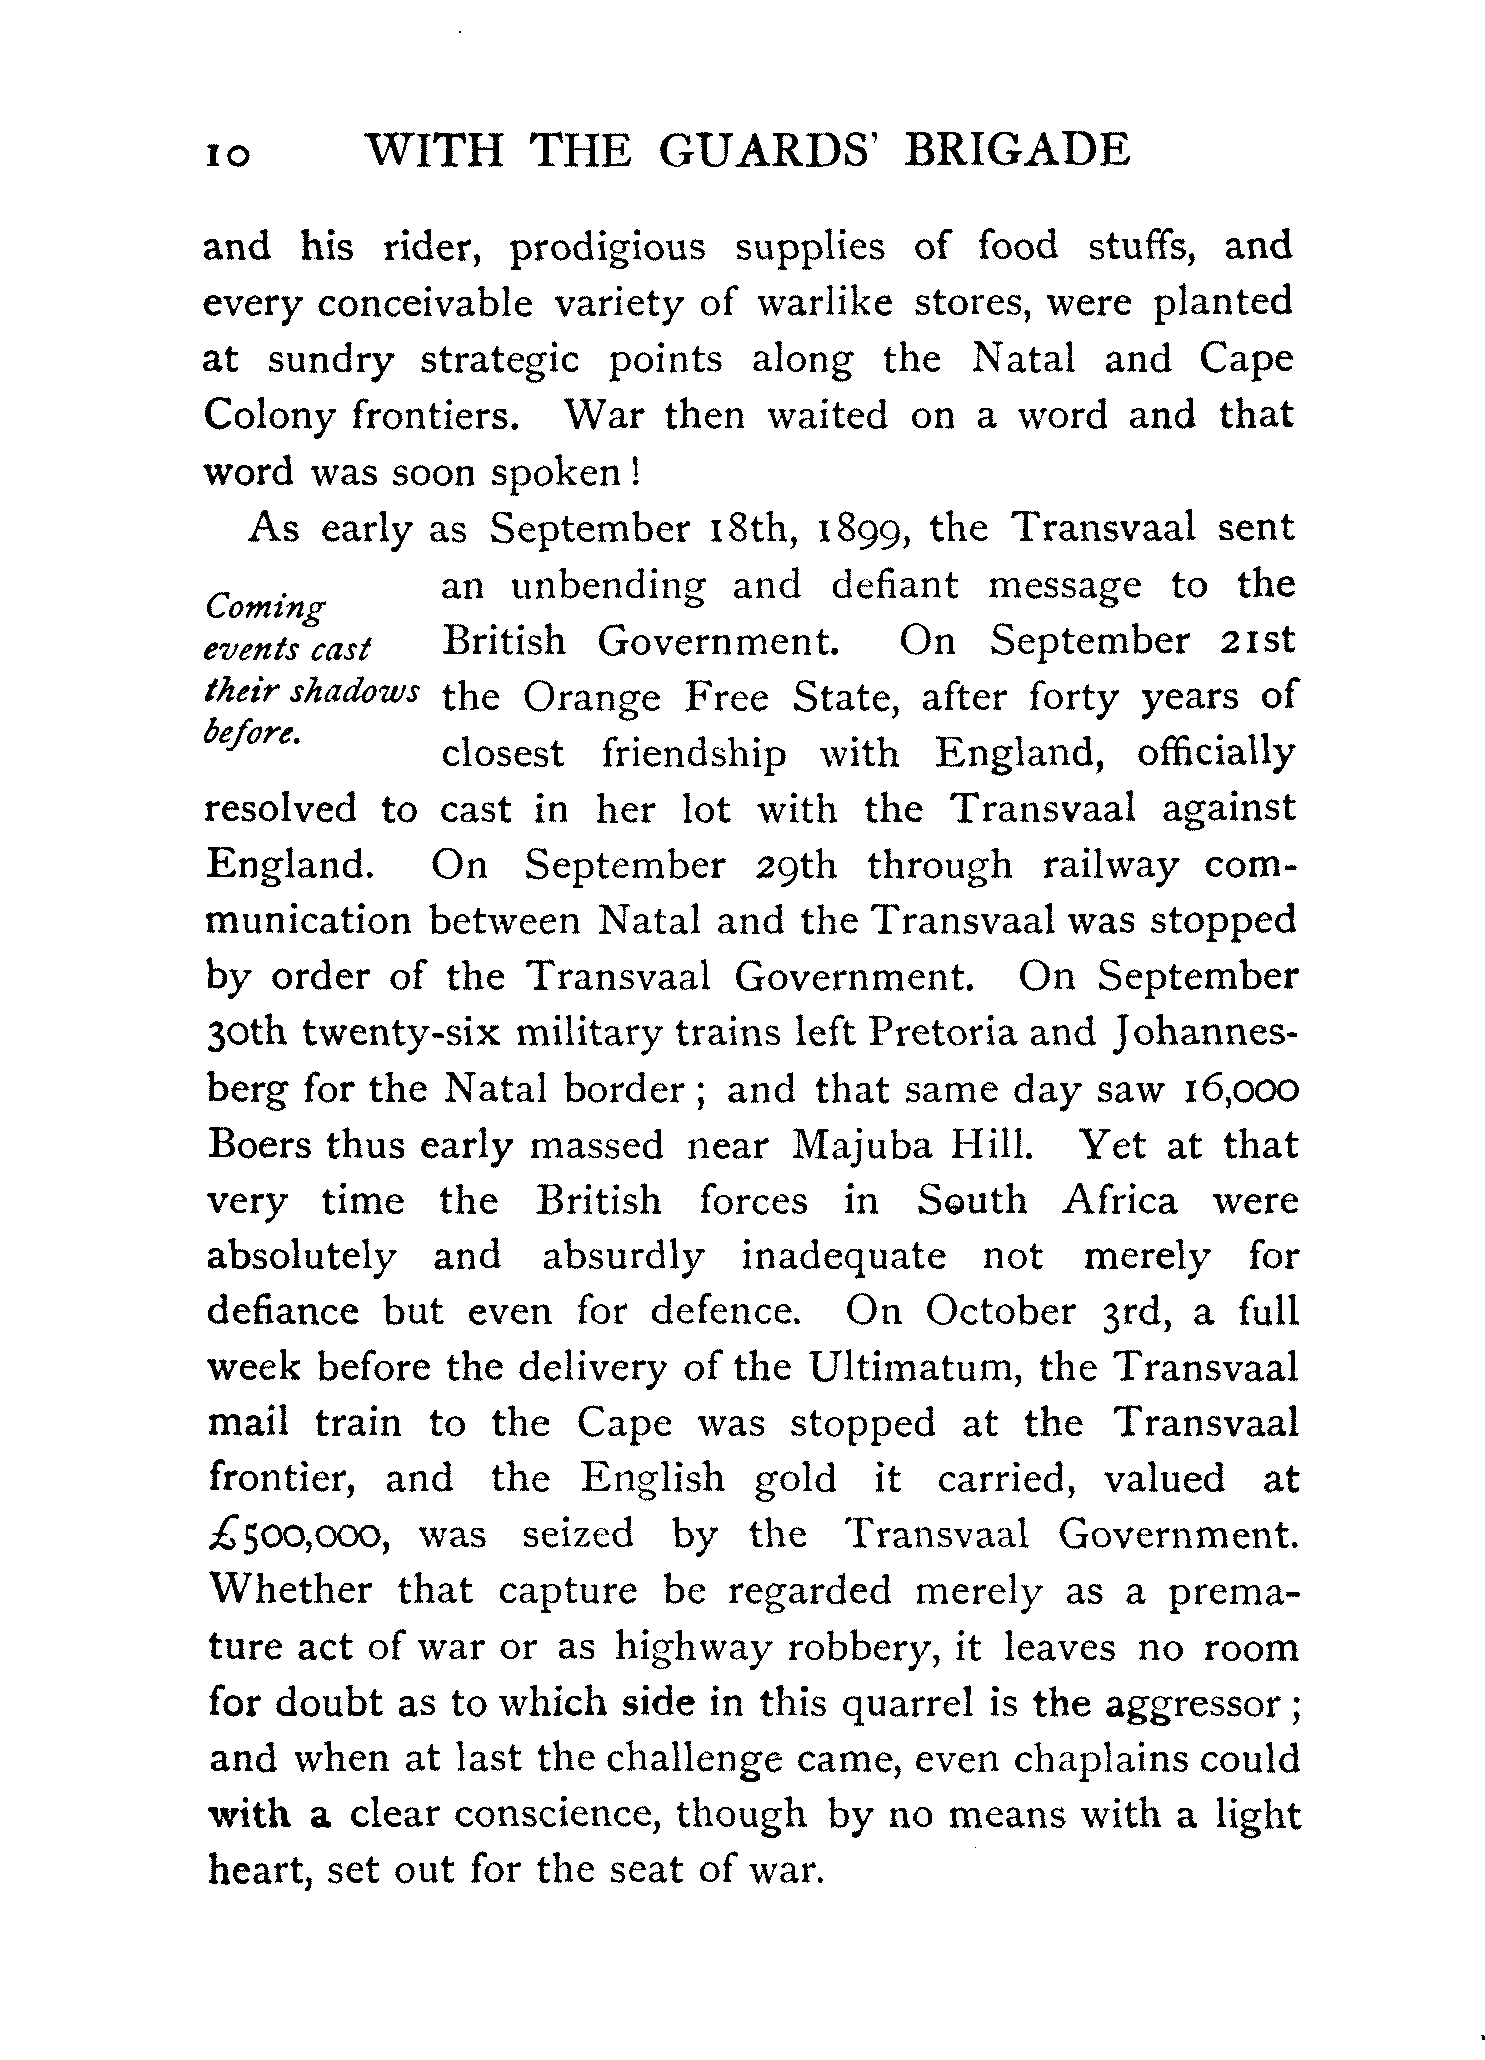 10 WITH THE GUARDS' BRIGADE
and his rider, prodigious supplies of food stuffs, and
every conceivable variety of warlike stores, were planted
at sundry strategic points along the Natal and Cape
Colony frontiers. War then waited on a word and that
word was soon spoken !
As early as September 18th, 1899, the Transvaal sent
Coming
events cast
their shadows
before.
an unbending and defiant message to the
British Government. On September 21st
the Orange Free State, after forty years of
closest friendship with England, officially
resolved to cast in her lot with the Transvaal against
England. On September 29th through railway com-
munication between Natal and the Transvaal was stopped
by order of the Transvaal Government. On September
30th twenty-six military trains left Pretoria and Johannes-
berg for the Natal border ; and that same day saw 16,000
Boers thus early massed near Majuba Hill. Yet at that
very time the British forces in South Africa were
absolutely and absurdly inadequate not merely for
defiance but even for defence. On October 3rd, a full
week before the delivery of the Ultimatum, the Transvaal
mail train to the Cape was stopped at the Transvaal
frontier, and the English gold it carried, valued at
£500,000, was seized by the Transvaal Government.
Whether that capture be regarded merely as a prema-
ture act of war or as highway robbery, it leaves no room
for doubt as to which side in this quarrel is the aggressor ;
and when at last the challenge came, even chaplains could
with a clear conscience, though by no means with a light
heart, set out for the seat of war.